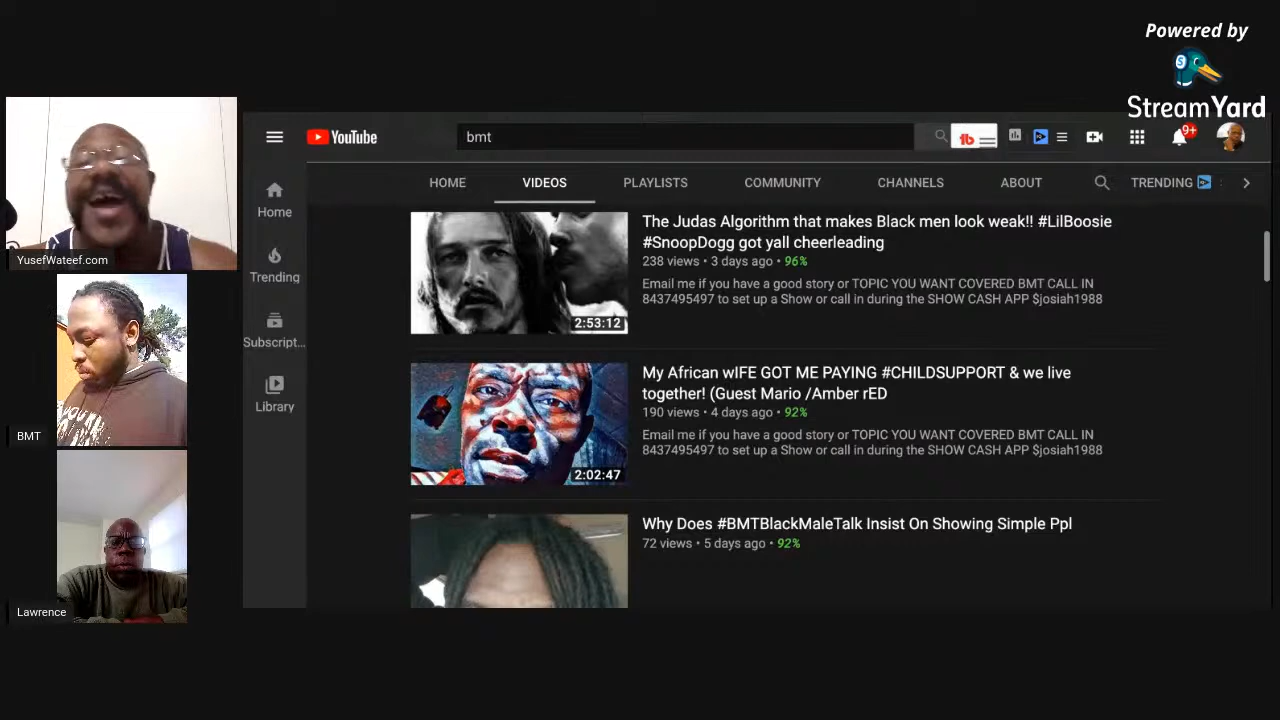 Powered by
StreamYard
YouTube
bmt
9+
HOME
VIDEOS
PLAYLISTS
COMMUNITY
CHANNELS
ABOUT
TRENDING
Home
Trending
Subscript...
Library
The Judas Algorithm that makes Black men look weak!! #LilBoosie
#SnoopDogg got yall cheerleading
238 views • 3 days ago • 96%
Email me if you have a good story or TOPIC YOU WANT COVERED BMT CALL IN
8437495497 to set up a Show or call in during the SHOW CASH APP $josiah1988
2:53:12
My African wIFE GOT ME PAYING #CHILDSUPPORT & we live
together! (Guest Mario /Amber rED
190 views • 4 days ago • 92%
Email me if you have a good story or TOPIC YOU WANT COVERED BMT CALL IN
8437495497 to set up a Show or call in during the SHOW CASH APP $josiah1988
2:02:47
Why Does #BMTBlackMaleTalk Insist On Showing Simple Ppl
72 views • 5 days ago • 92%
YusefWateef.com
BMT
Lawrence